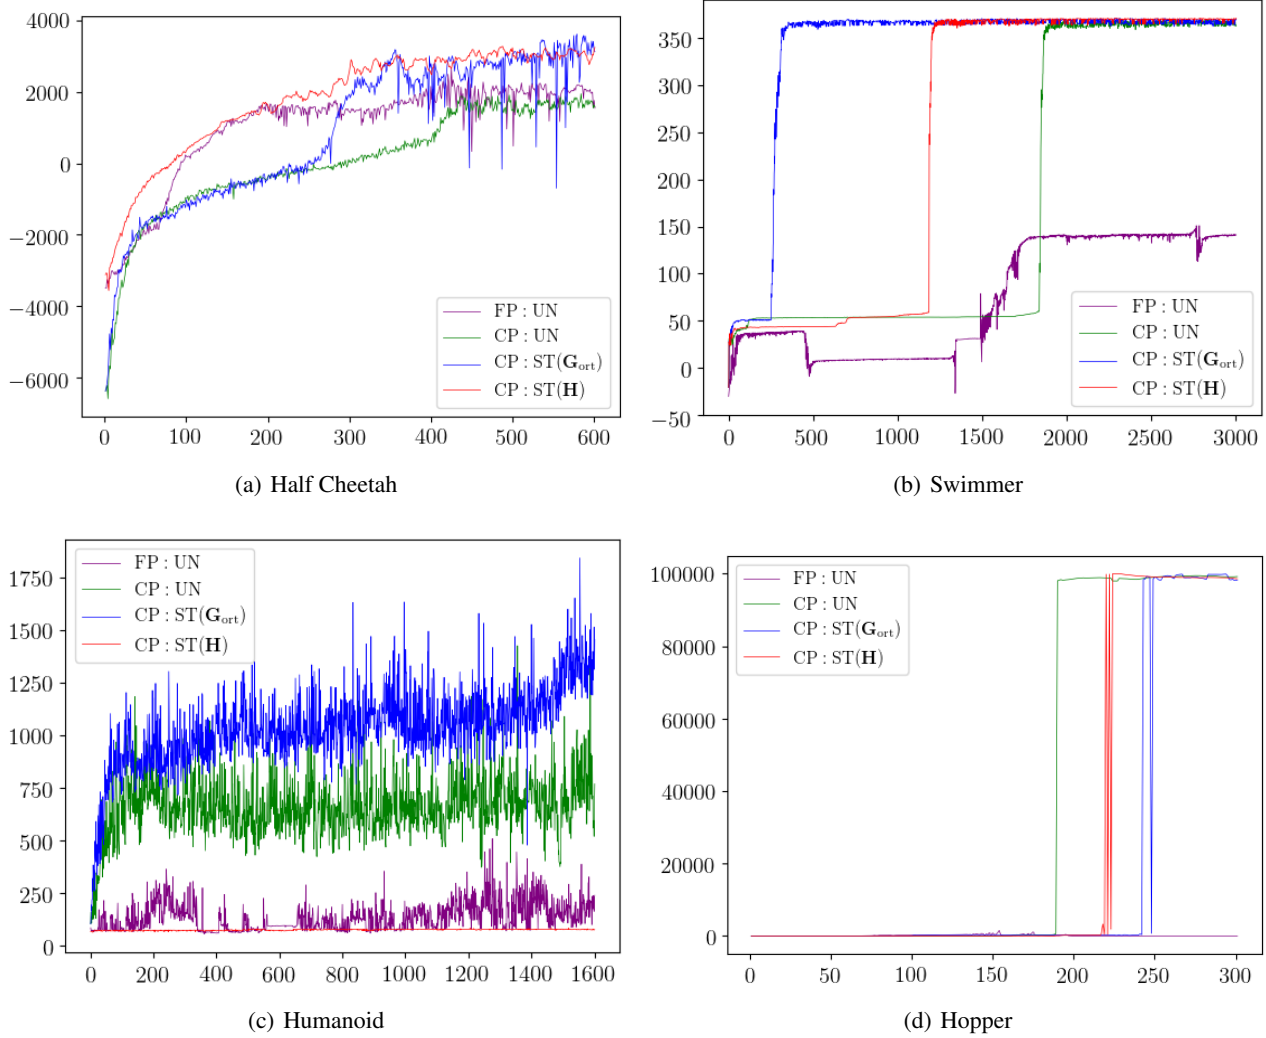 4000
2000
0
−2000
−4000
−6000
0 100 200 300 400 500 600
FP : UN
CP : UN
CP : ST(G_ort)
CP : ST(H)
(a) Half Cheetah
350
300
250
200
150
100
50
0
−50
0 500 1000 1500 2000 2500 3000
FP : UN
CP : UN
CP : ST(G_ort)
CP : ST(H)
(b) Swimmer
1750
1500
1250
1000
750
500
250
0
0 200 400 600 800 1000 1200 1400 1600
FP : UN
CP : UN
CP : ST(G_ort)
CP : ST(H)
(c) Humanoid
100000
80000
60000
40000
20000
0
0 50 100 150 200 250 300
FP : UN
CP : UN
CP : ST(G_ort)
CP : ST(H)
(d) Hopper